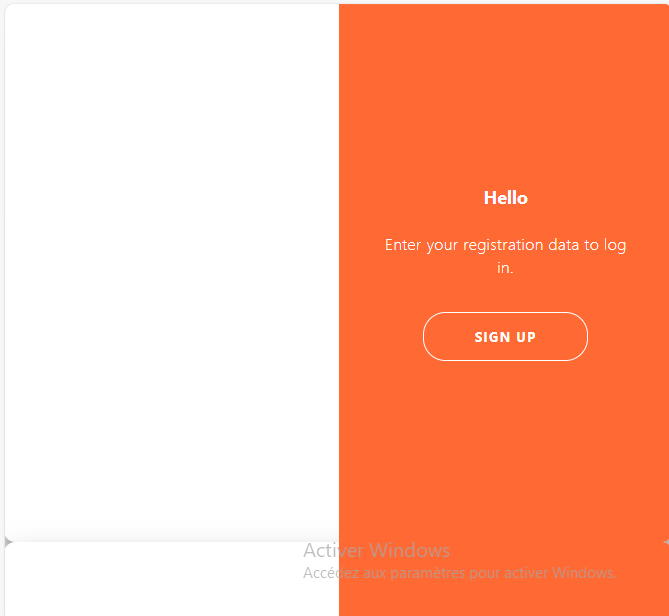 Hello
Enter your registration data to log
in.
SIGN UP
Activer Windows
Accédez aux paramètres pour activer Windows.